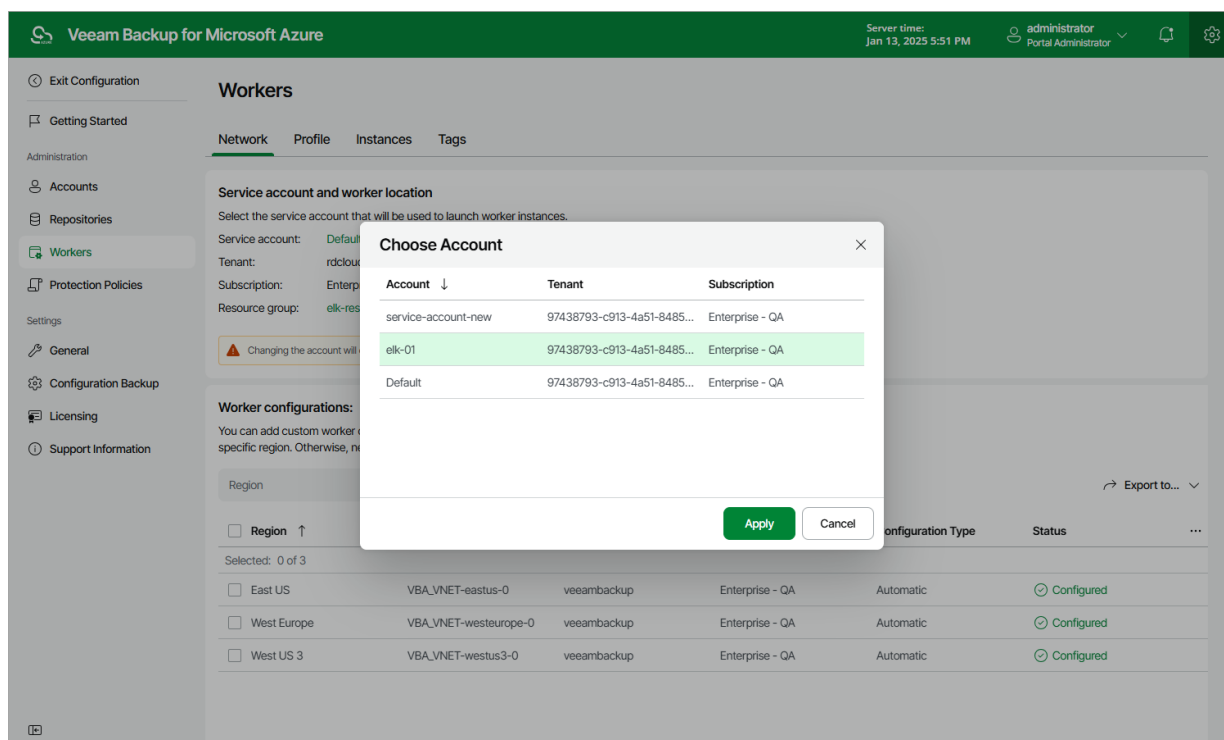 Veeam Backup for Microsoft Azure
Server time:
Jan 13, 2025 5:51 PM
administrator
Portal Administrator
Exit Configuration
Getting Started
Administration
Accounts
Repositories
Workers
Protection Policies
Settings
General
Configuration Backup
Licensing
Support Information
Workers
Network Profile Instances Tags
Service account and worker location
Select the service account that will be used to launch worker instances.
Service account: Default
Tenant: rdclou
Subscription: Enterp
Resource group: elk-res
Changing the account will
Choose Account
Account ↓ Tenant Subscription
service-account-new 97438793-c913-4a51-8485... Enterprise - QA
elk-01 97438793-c913-4a51-8485... Enterprise - QA
Default 97438793-c913-4a51-8485... Enterprise - QA
Apply Cancel
Worker configurations:
You can add custom worker
specific region. Otherwise, ne
Region
Export to...
Region ↑ onfiguration Type Status ...
Selected: 0 of 3
East US VBA_VNET-eastus-0 veeambackup Enterprise - QA Automatic Configured
West Europe VBA_VNET-westeurope-0 veeambackup Enterprise - QA Automatic Configured
West US 3 VBA_VNET-westus3-0 veeambackup Enterprise - QA Automatic Configured